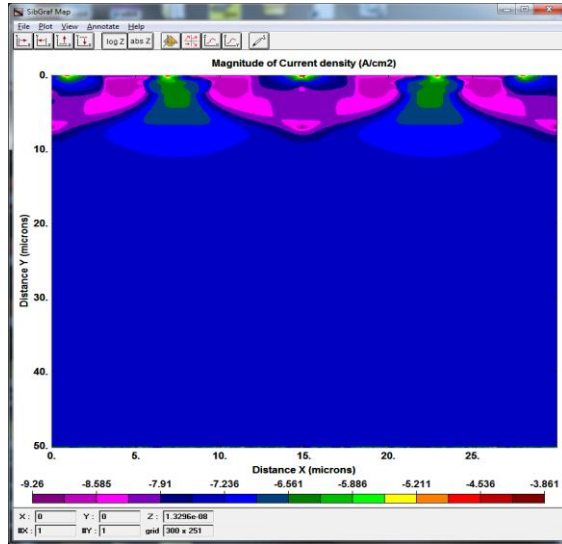 SibGraf Map
File Plot View Annotate Help
log Z abs Z
Magnitude of Current density (A/cm2)
0.
10.
20.
30.
40.
50.
Distance Y (microns)
0. 5. 10. 15. 20. 25.
Distance X (microns)
-9.26 -8.585 -7.91 -7.236 -6.561 -5.886 -5.211 -4.536 -3.861
X : 0 Y : 0 Z : 1.3296e-08
#X : 1 #Y : 1 grid 300 x 251